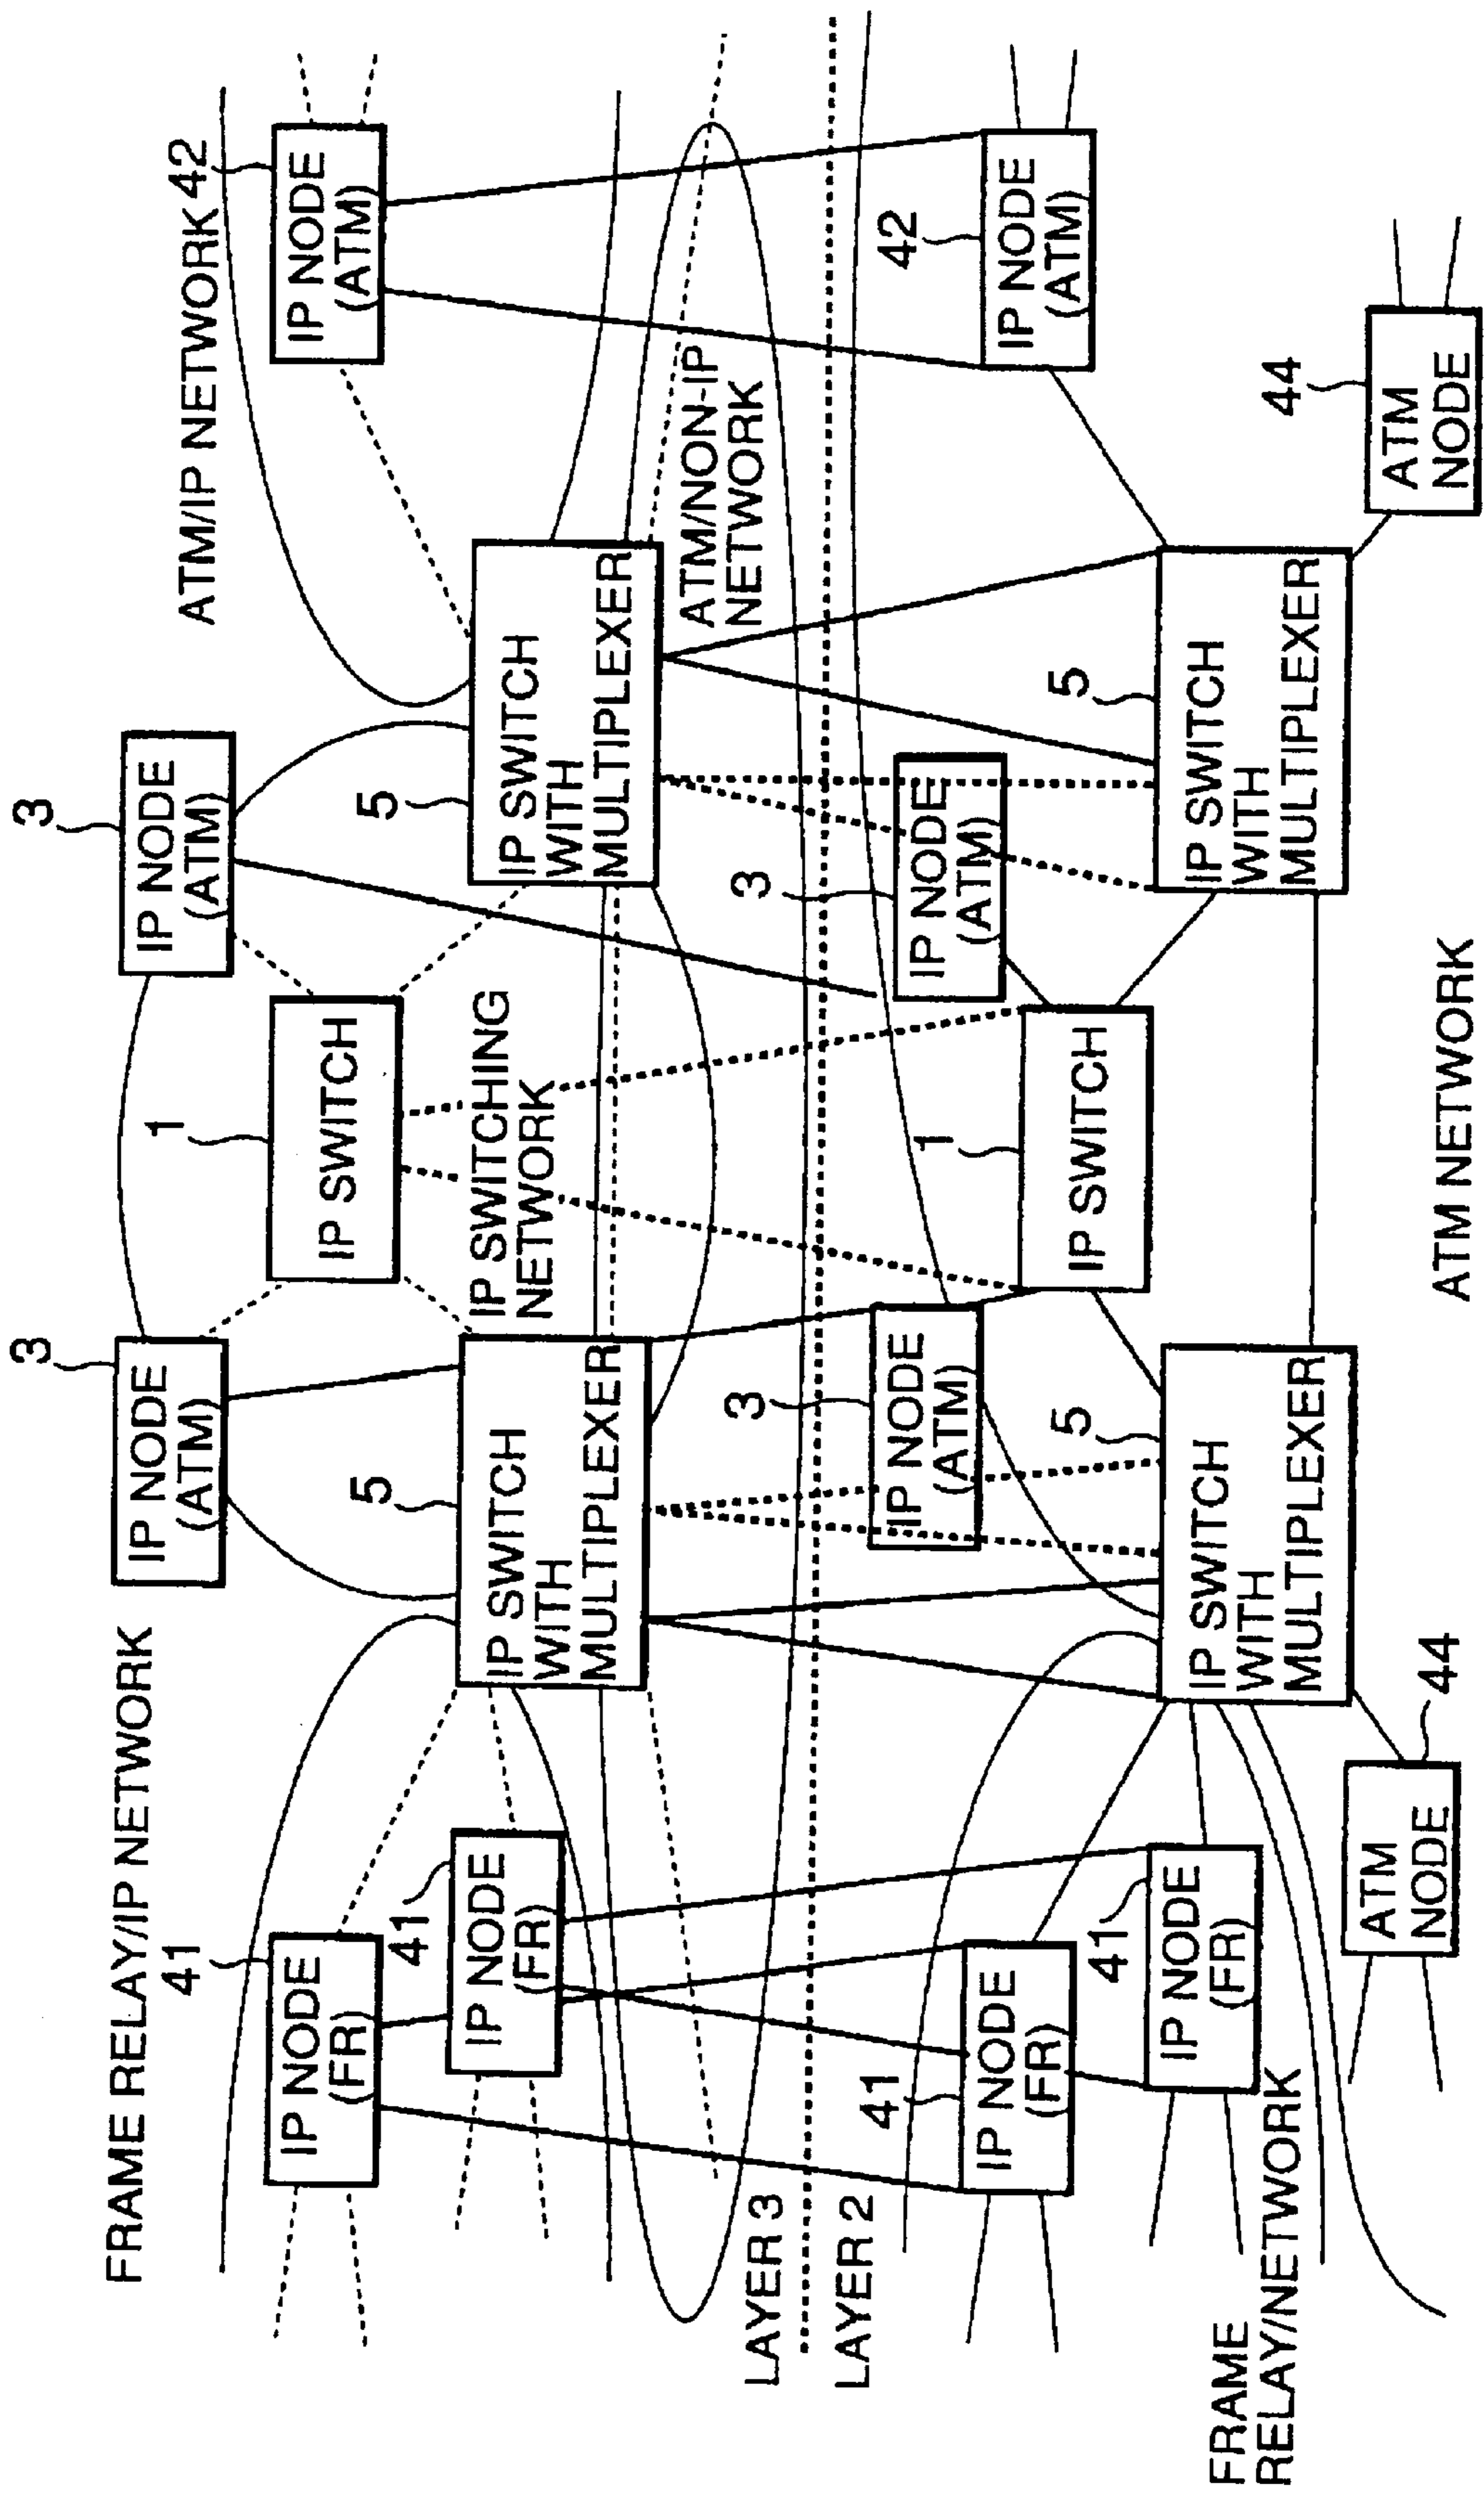 FRAME RELAY/IP NETWORK
ATM/IP NETWORK
42
41
IP NODE
(FR)
41
IP NODE
(FR)
3
IP NODE
(ATM)
3
IP NODE
(ATM)
IP NODE
(ATM)
1
IP SWITCH
5
IP SWITCH
WITH
MULTIPLEXER
IP SWITCHING
NETWORK
5
IP SWITCH
WITH
MULTIPLEXER
ATM/NON-IP
NETWORK
LAYER 3
LAYER 2
41
IP NODE
(FR)
41
IP NODE
(FR)
3
IP NODE
(ATM)
3
IP NODE
(ATM)
42
IP NODE
(ATM)
1
IP SWITCH
5
IP SWITCH
WITH
MULTIPLEXER
5
IP SWITCH
WITH
MULTIPLEXER
FRAME
RELAY/NETWORK
44
ATM
NODE
44
ATM
NODE
ATM NETWORK